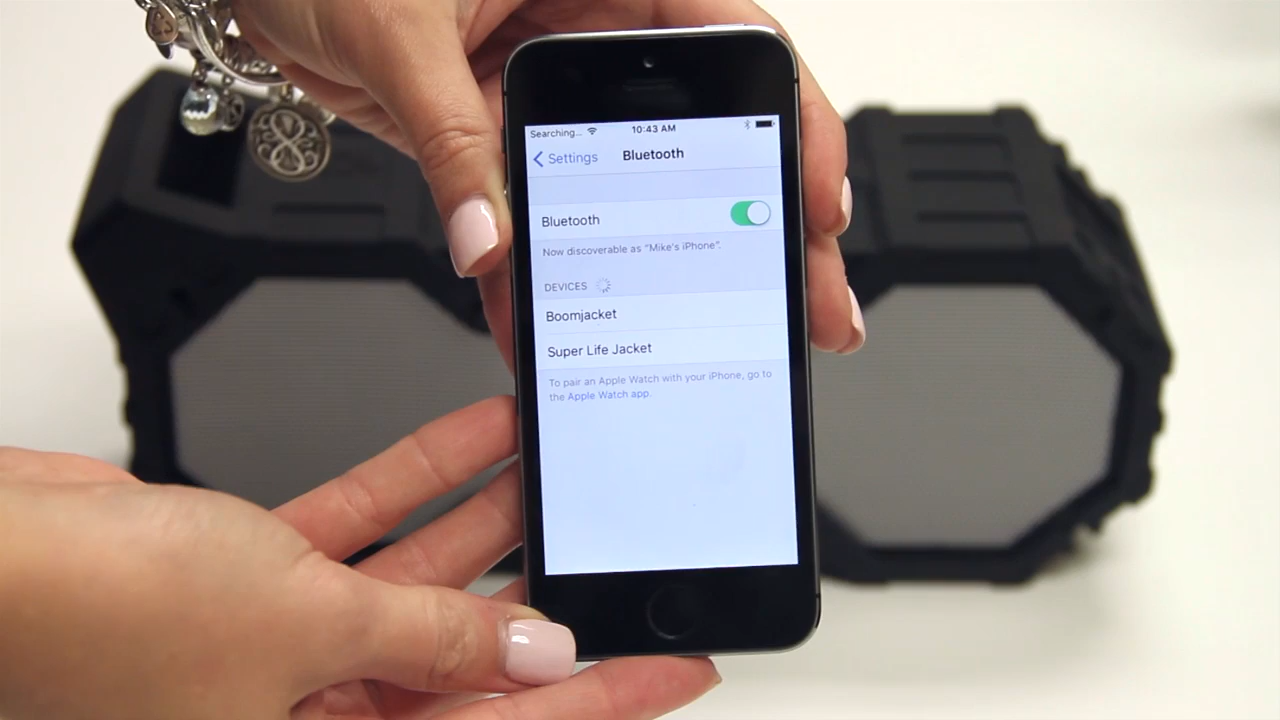 Searching... 10:43 AM
Settings Bluetooth
Bluetooth
Now discoverable as “Mike's iPhone”.
DEVICES
Boomjacket
Super Life Jacket
To pair an Apple Watch with your iPhone, go to
the Apple Watch app.